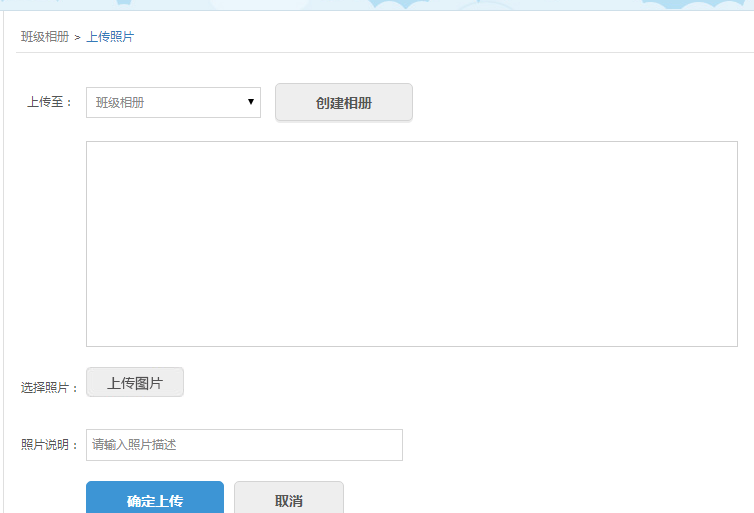 班级相册 > 上传照片
上传至： 班级相册 ▼ 创建相册
选择照片： 上传图片
照片说明： 请输入照片描述
确定上传 取消